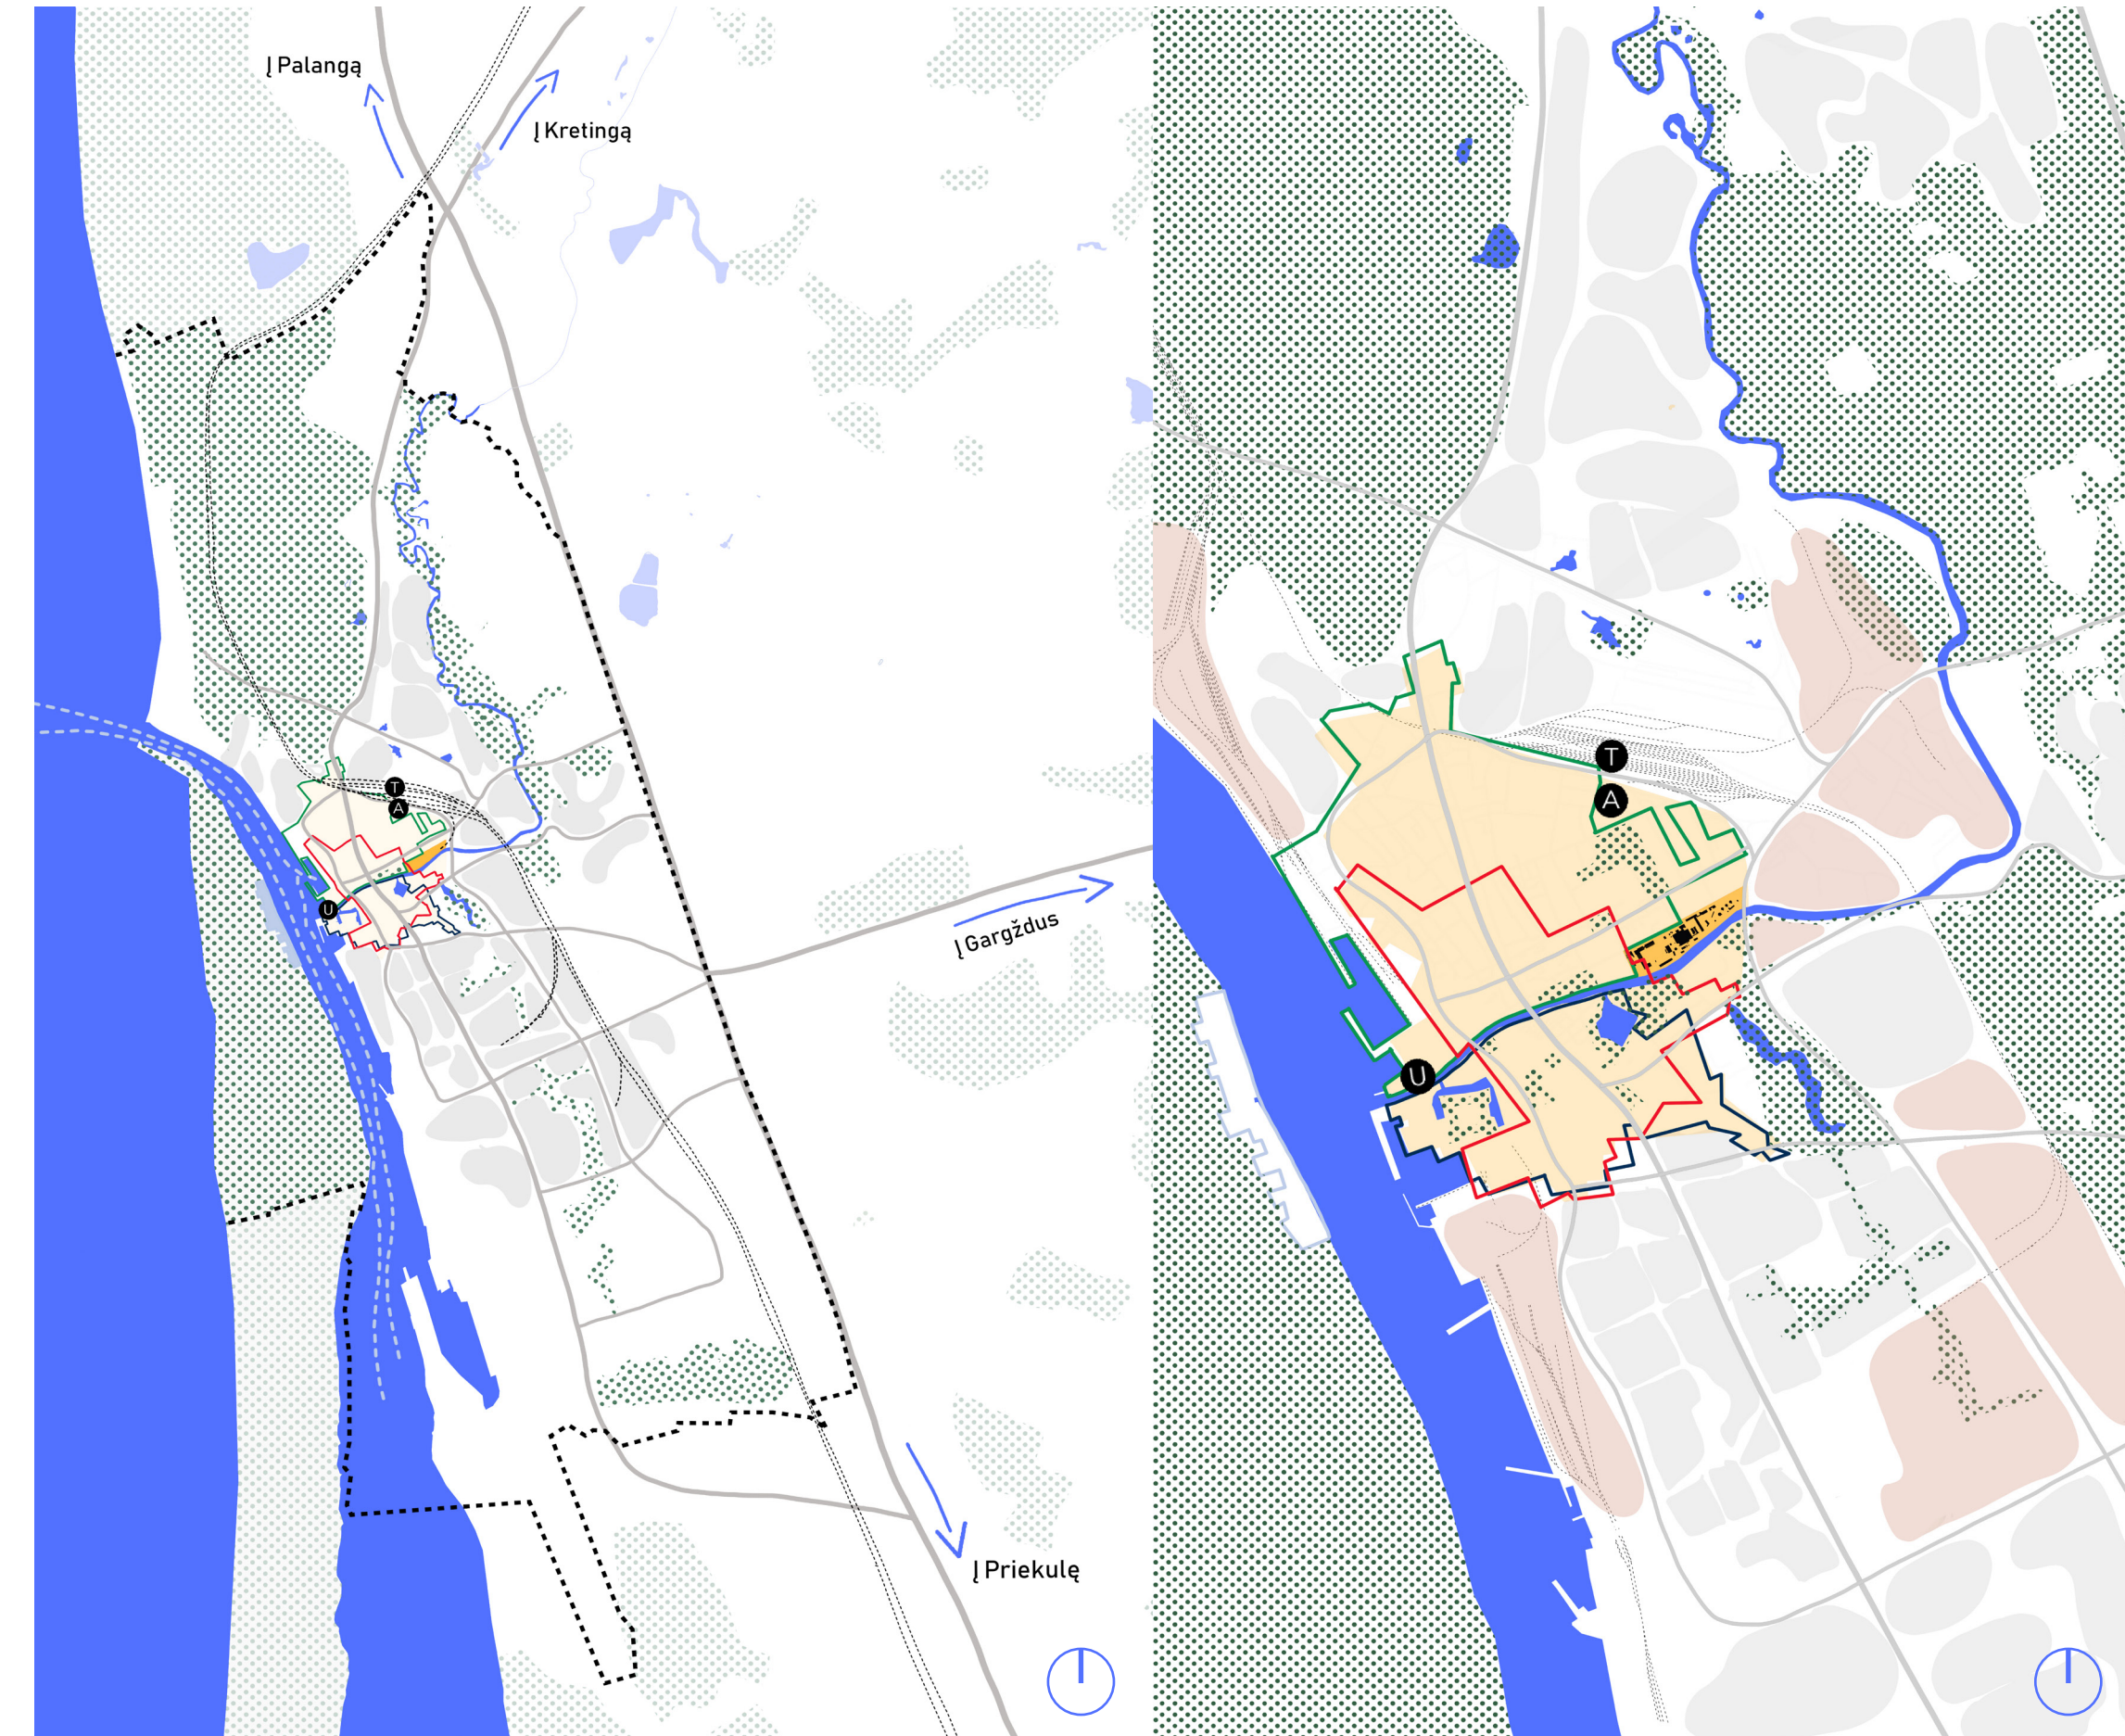 Į Palangą
Į Kretingą
T
A
U
Į Gargždus
Į Priekulę
T
A
U